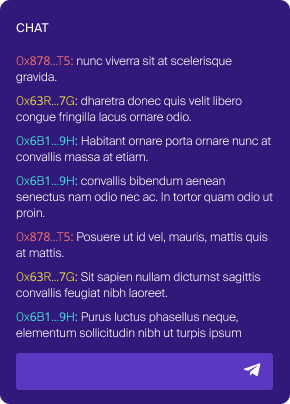 CHAT
0x878...T5: nunc viverra sit at scelerisque
gravida.
0x63R...7G: dharetra donec quis velit libero
congue fringilla lacus ornare odio.
0x6B1...9H: Habitant ornare porta ornare nunc at
convallis massa at etiam.
0x6B1...9H: convallis bibendum aenean
senectus nam odio nec ac. In tortor quam odio ut
proin.
0x878...T5: Posuere ut id vel, mauris, mattis quis
at mattis.
0x63R...7G: Sit sapien nullam dictumst sagittis
convallis feugiat nibh laoreet.
0x6B1...9H: Purus luctus phasellus neque,
elementum sollicitudin nibh ut turpis ipsum